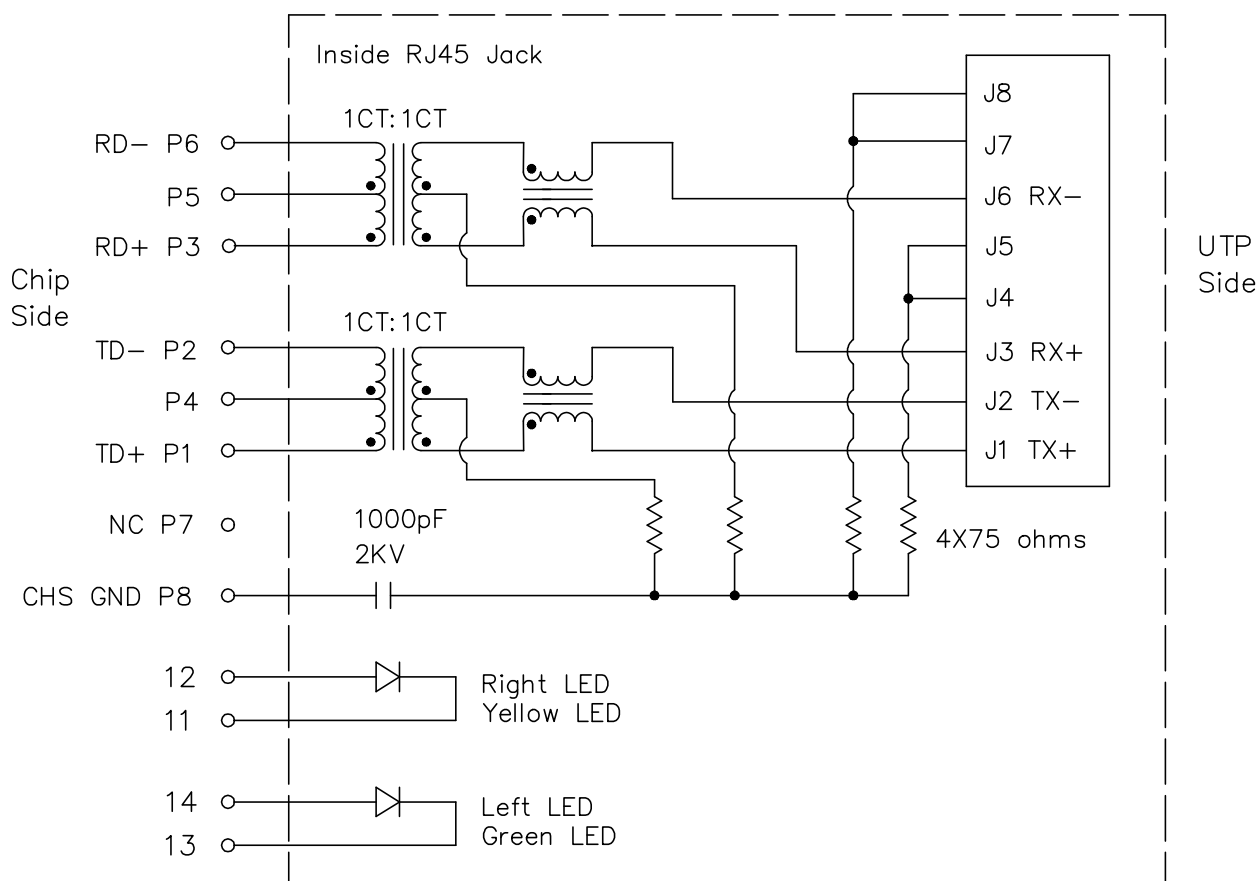 Inside RJ45 Jack
1CT:1CT
RD- P6
P5
RD+ P3
Chip
Side
1CT:1CT
TD- P2
P4
TD+ P1
NC P7
1000pF
2KV
CHS GND P8
12
11
Right LED
Yellow LED
14
13
Left LED
Green LED
J8
J7
J6 RX-
J5
J4
J3 RX+
J2 TX-
J1 TX+
4X75 ohms
UTP
Side